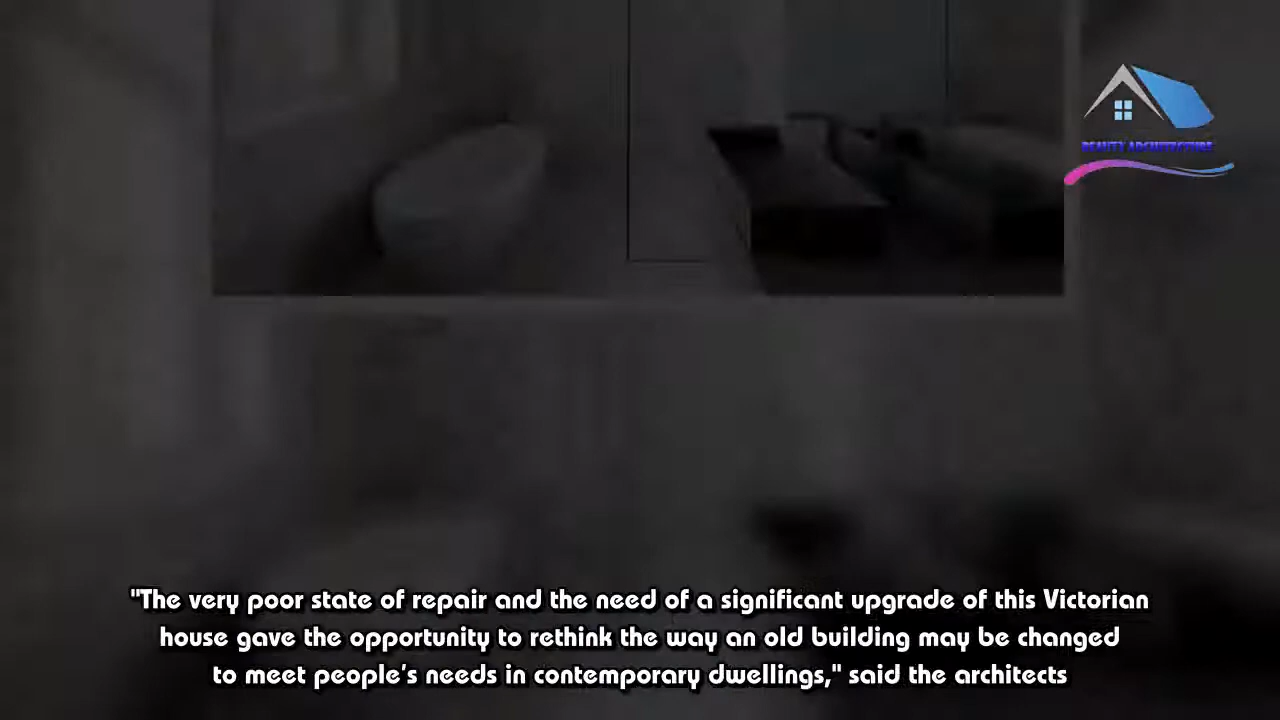 BEAUTY ARCHITECTURE
"The very poor state of repair and the need of a significant upgrade of this Victorian
house gave the opportunity to rethink the way an old building may be changed
to meet people's needs in contemporary dwellings," said the architects